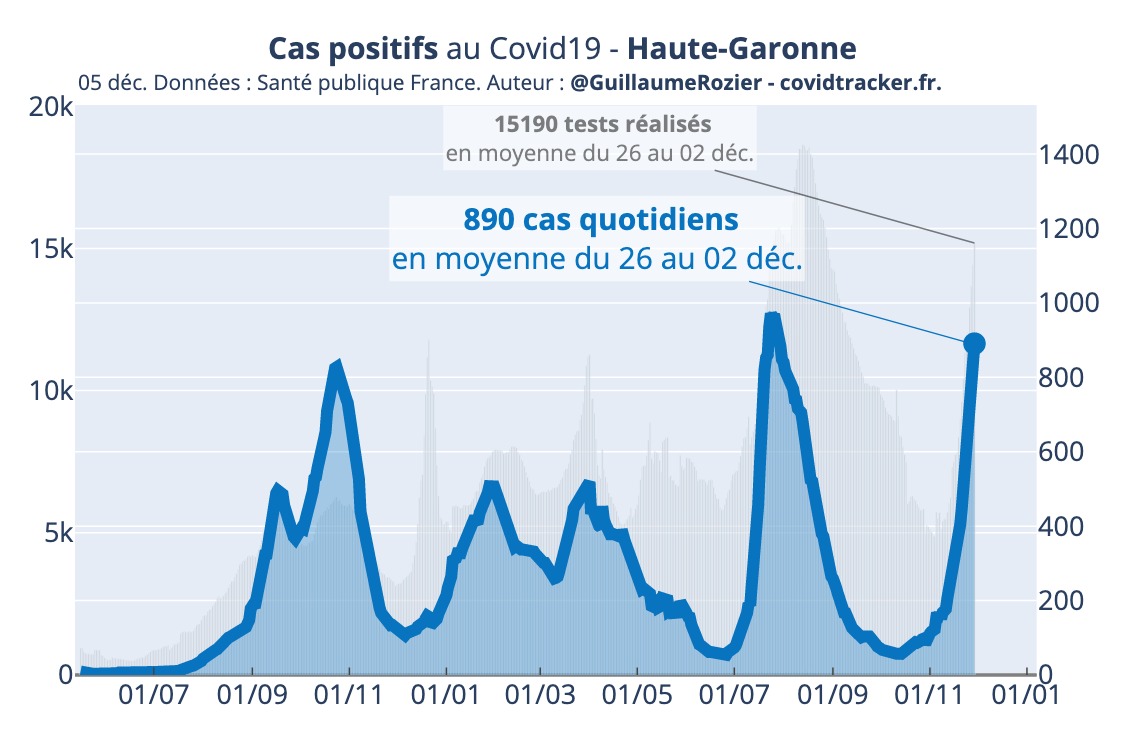 Cas positifs au Covid19 - Haute-Garonne
05 déc. Données : Santé publique France. Auteur : @GuillaumeRozier - covidtracker.fr.
20k
15190 tests réalisés
en moyenne du 26 au 02 déc.
1400
890 cas quotidiens
1200
15k
en moyenne du 26 au 02 déc.
1000
10k
800
600
5k
400
200
0
0
01/07
01/09
01/11
01/01
01/03
01/05
01/07
01/09
01/11
01/01